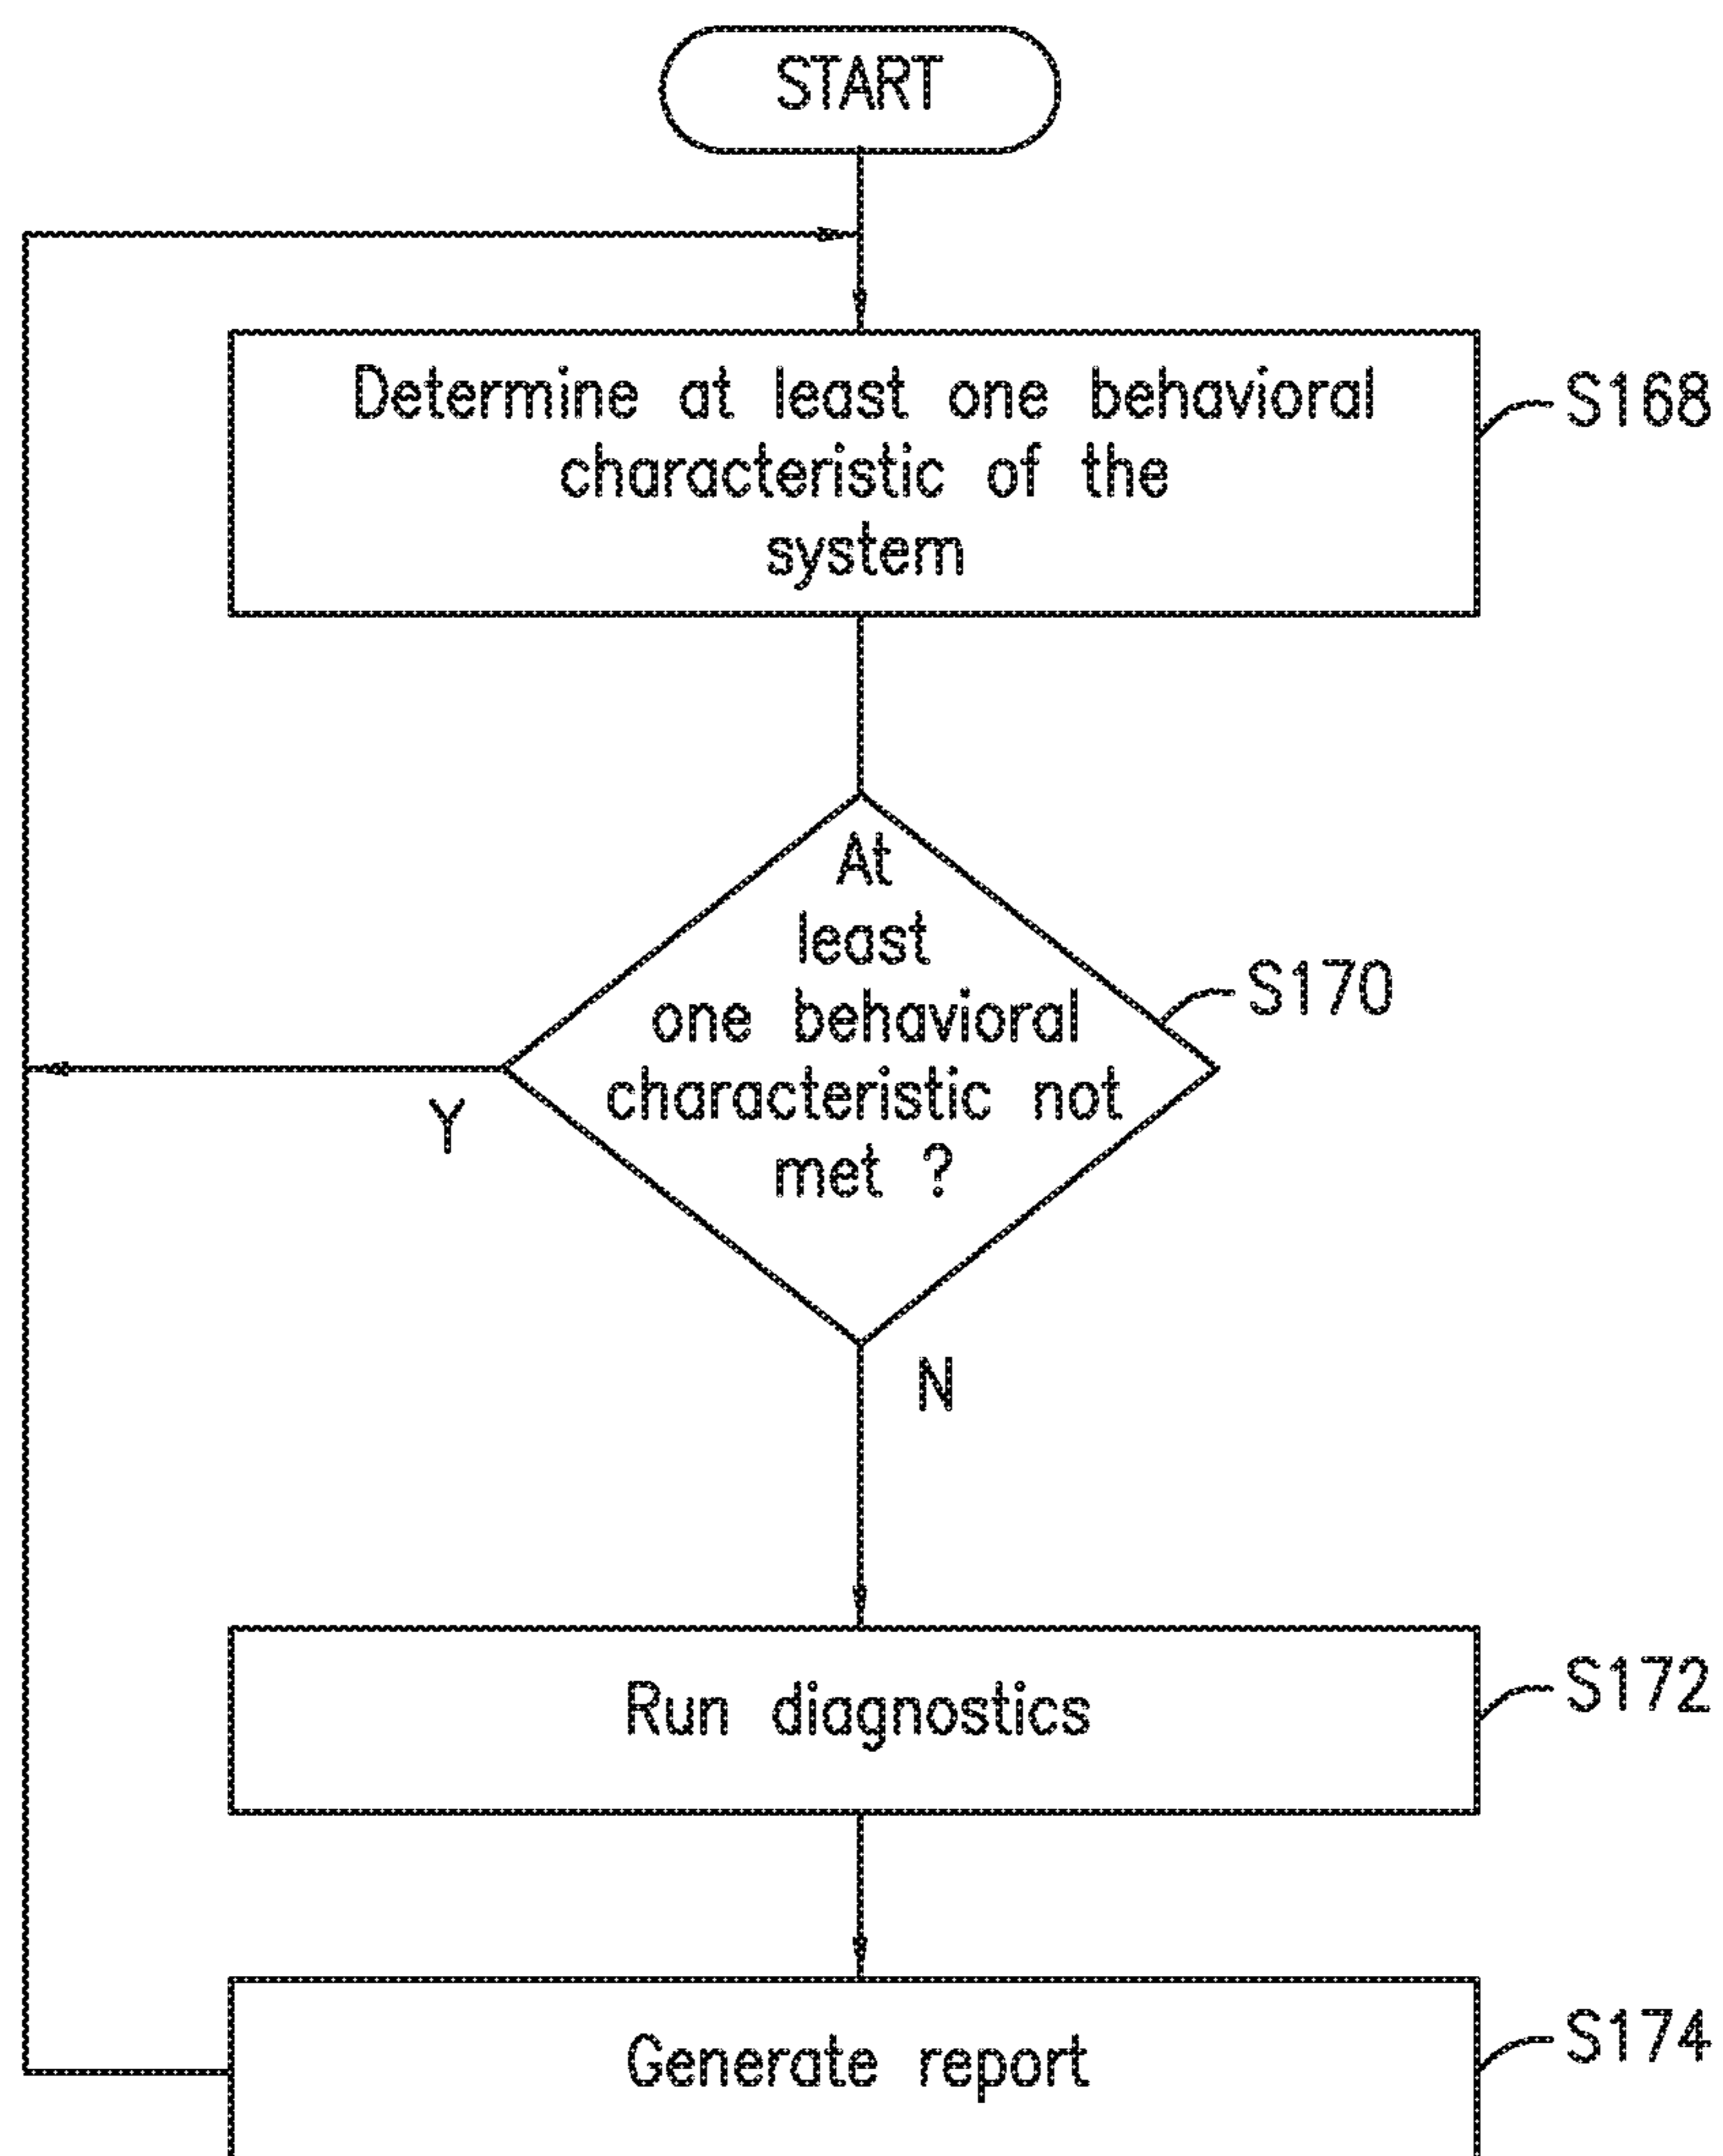 START
Determine at least one behavioral
characteristic of the
system
S168
At
least
one behavioral
characteristic not
met ?
S170
Y
N
Run diagnostics
S172
Generate report
S174